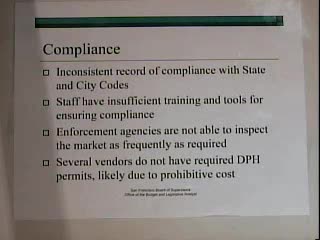 Compliance
Inconsistent record of compliance with State
and City Codes
Staff have insufficient training and tools for
ensuring compliance
Enforcement agencies are not able to inspect
the market as frequently as required
Several vendors do not have required DPH
permits, likely due to prohibitive cost
San Francisco Board of Supervisors
Office of the Budget and Legislative Analyst